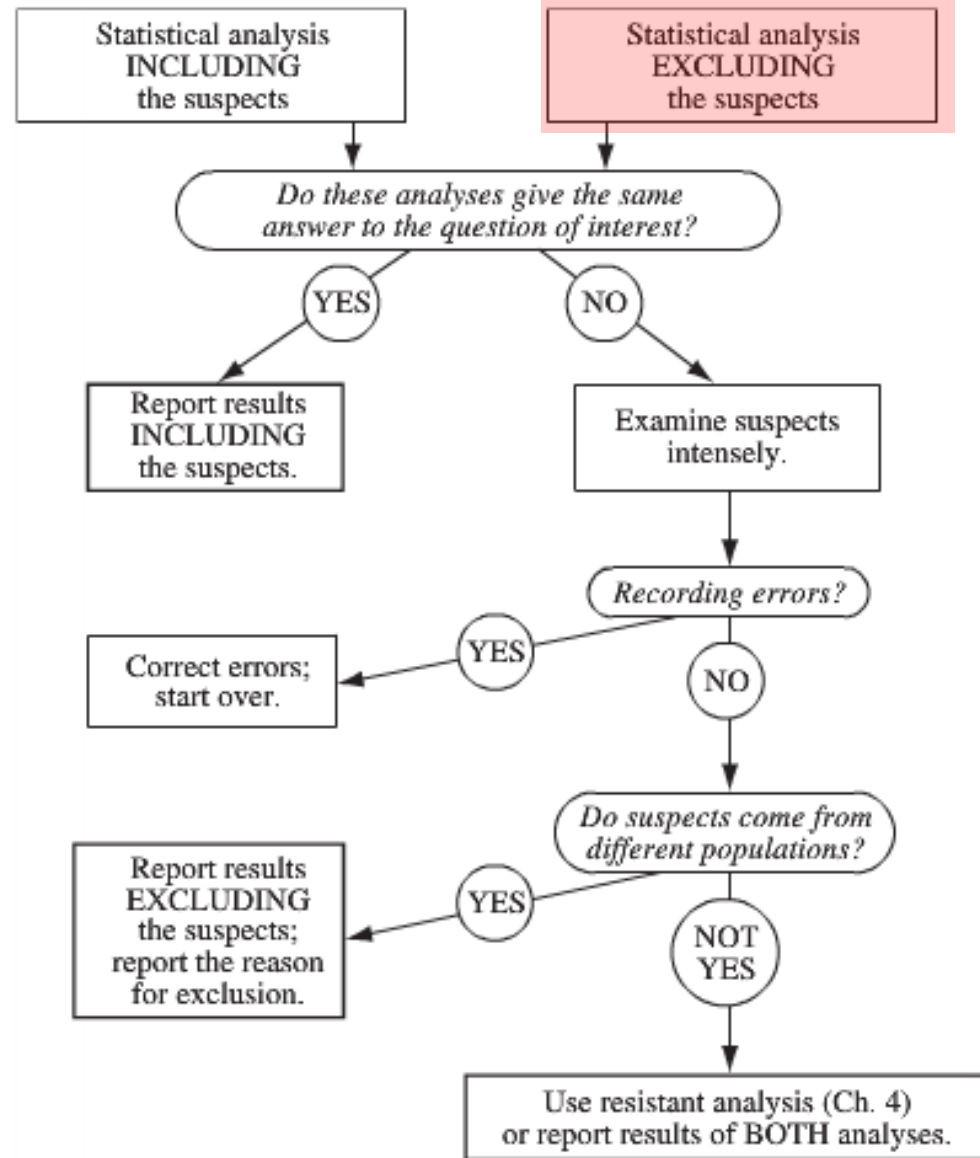 Statistical analysis
INCLUDING
the suspects
Statistical analysis
EXCLUDING
the suspects
Do these analyses give the same
answer to the question of interest?
YES
NO
Report results
INCLUDING
the suspects.
Examine suspects
intensely.
Recording errors?
YES
Correct errors;
start over.
NO
Do suspects come from
different populations?
YES
Report results
EXCLUDING
the suspects;
report the reason
for exclusion.
NOT
YES
Use resistant analysis (Ch. 4)
or report results of BOTH analyses.